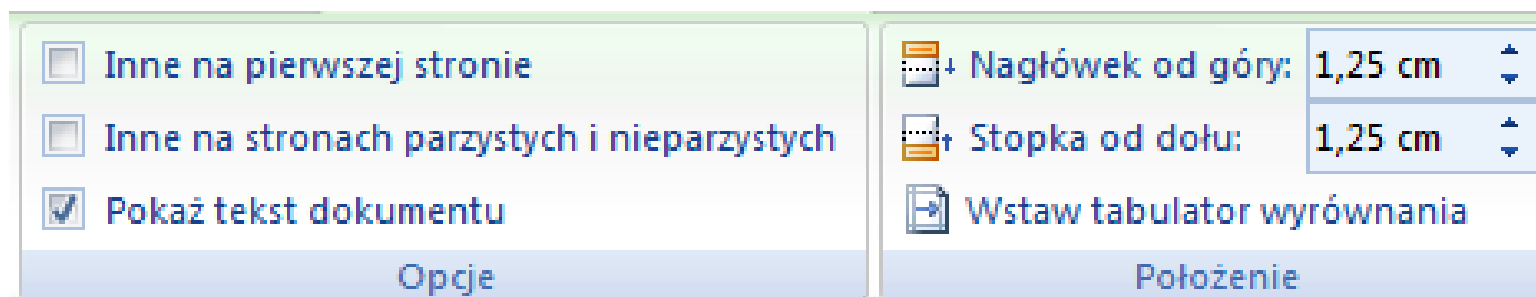 Inne na pierwszej stronie
Inne na stronach parzystych i nieparzystych
Pokaż tekst dokumentu
Opcje
Nagłówek od góry: 1,25 cm
Stopka od dołu: 1,25 cm
Wstaw tabulator wyrównania
Położenie